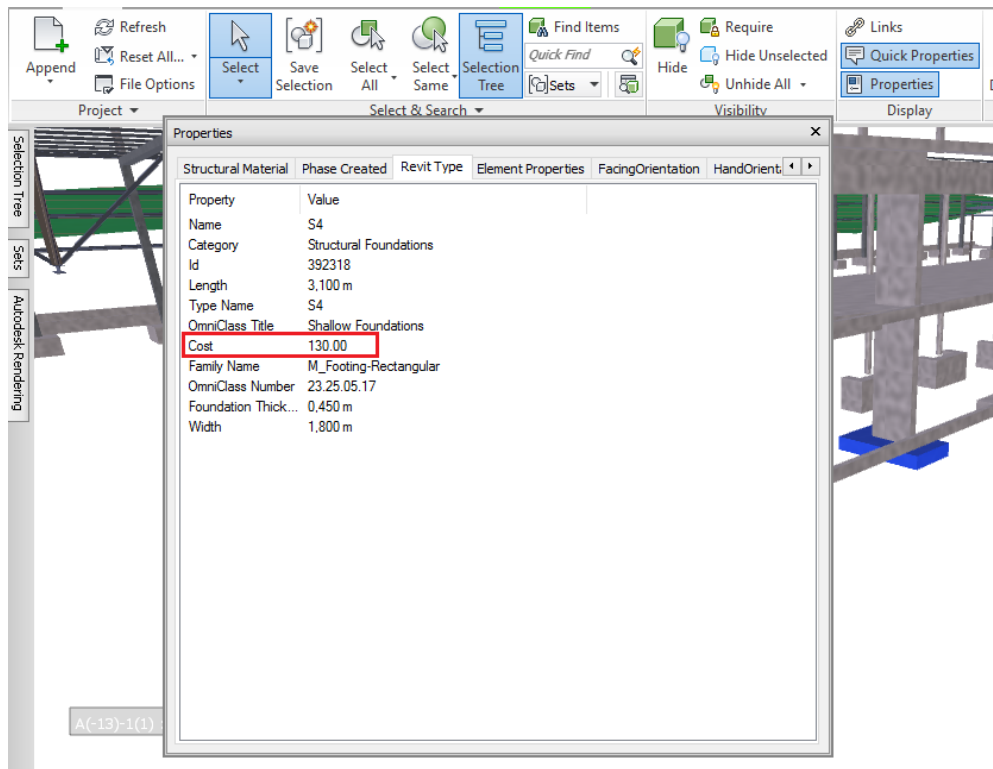 Append
Refresh
Reset All...
File Options
Project
Select
Save Selection
Select All
Select Same
Selection Tree
Find Items
Quick Find
Sets
Select & Search
Hide
Require
Hide Unselected
Unhide All
Visibility
Links
Quick Properties
Properties
Display
Selection Tree
Sets
Autodesk Rendering
Properties
Structural Material Phase Created Revit Type Element Properties FacingOrientation HandOrient
Property Value
Name S4
Category Structural Foundations
Id 392318
Length 3,100 m
Type Name S4
OmniClass Title Shallow Foundations
Cost 130.00
Family Name M_Footing-Rectangular
OmniClass Number 23.25.05.17
Foundation Thick... 0,450 m
Width 1,800 m
A(-13)-1(1) :